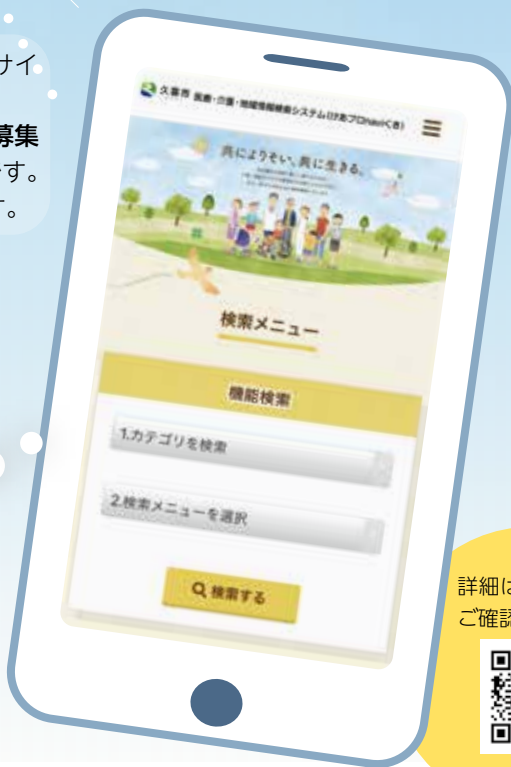 サイ
募集
す。
す。
久喜市 医療・介護・地域情報検索システム(けあプロnaviくき)
共によりそい、共に生きる。
検索メニュー
機能検索
1.カテゴリを検索
2.検索メニューを選択
検索する
詳細は
ご確認